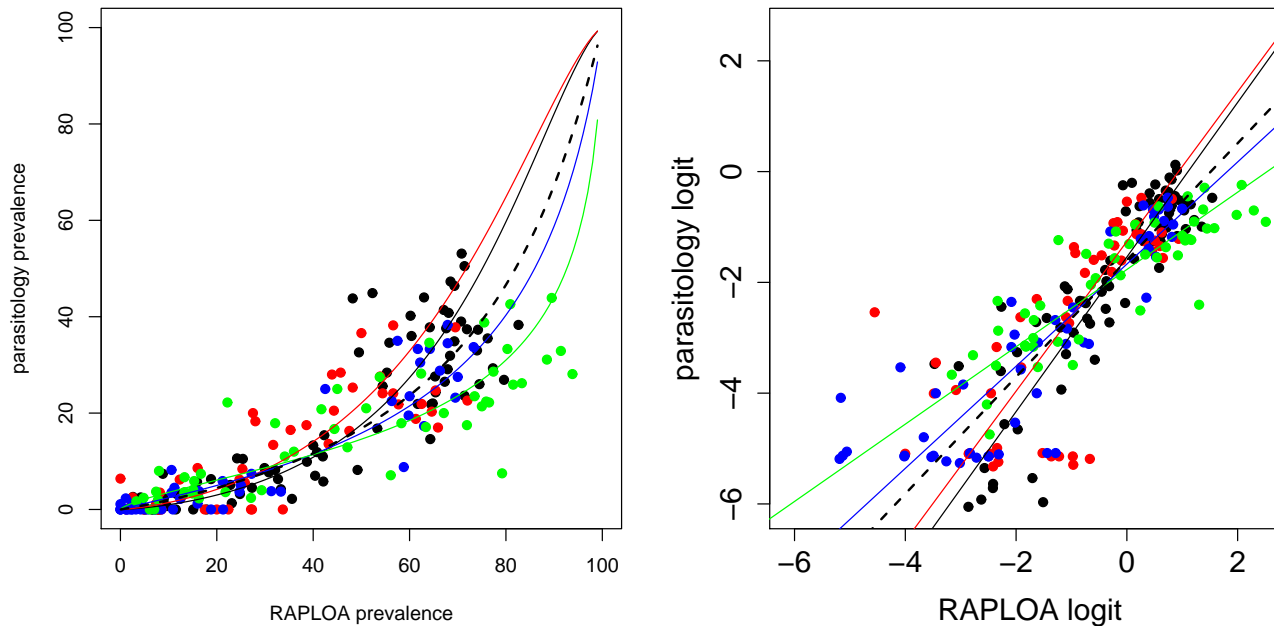 100
80
60
40
20
0
parasitology prevalence
0 20 40 60 80 100
RAPLOA prevalence
2
0
−2
−4
−6
parasitology logit
−6 −4 −2 0 2
RAPLOA logit